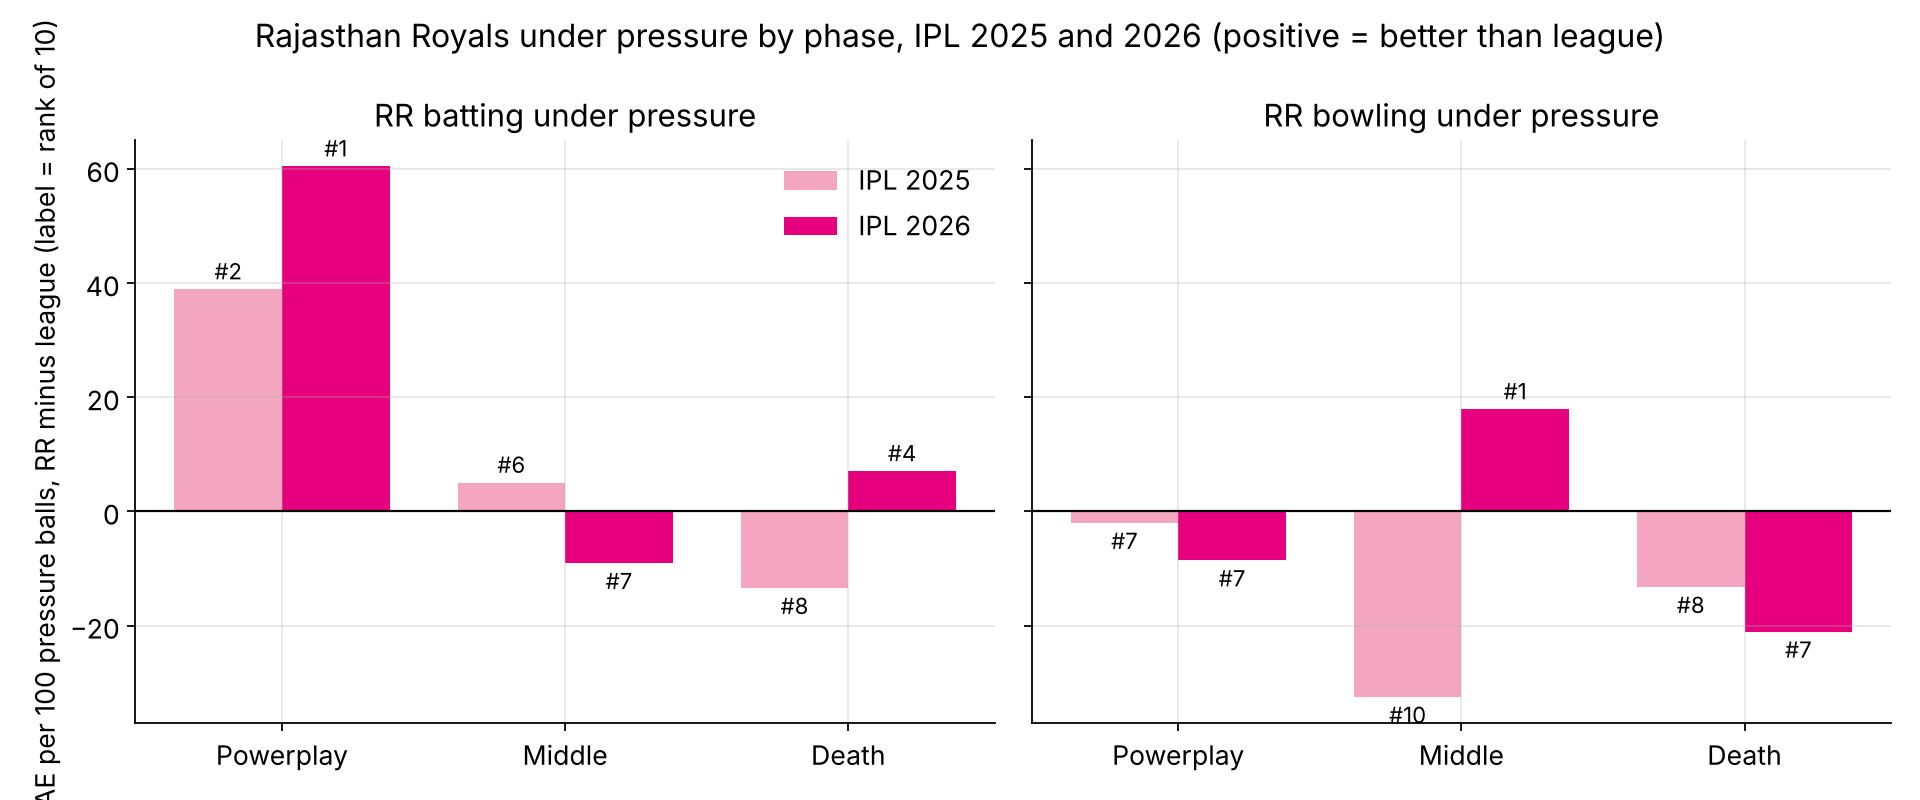 Rajasthan Royals under pressure by phase, IPL 2025 and 2026 (positive = better than league)
AE per 100 pressure balls, RR minus league (label = rank of 10)
RR batting under pressure
60
40
20
0
−20
#2
#1
#6
#7
#8
#4
IPL 2025
IPL 2026
Powerplay
Middle
Death
RR bowling under pressure
#7
#7
#10
#1
#8
#7
Powerplay
Middle
Death